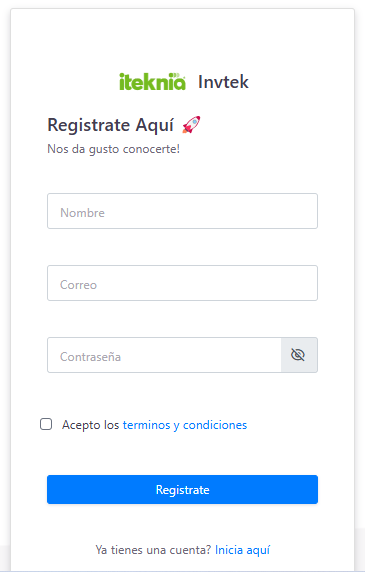 iteknia Invtek
Registrate Aquí 🚀
Nos da gusto conocerte!
Nombre
Correo
Contraseña
Acepto los terminos y condiciones
Registrate
Ya tienes una cuenta? Inicia aquí